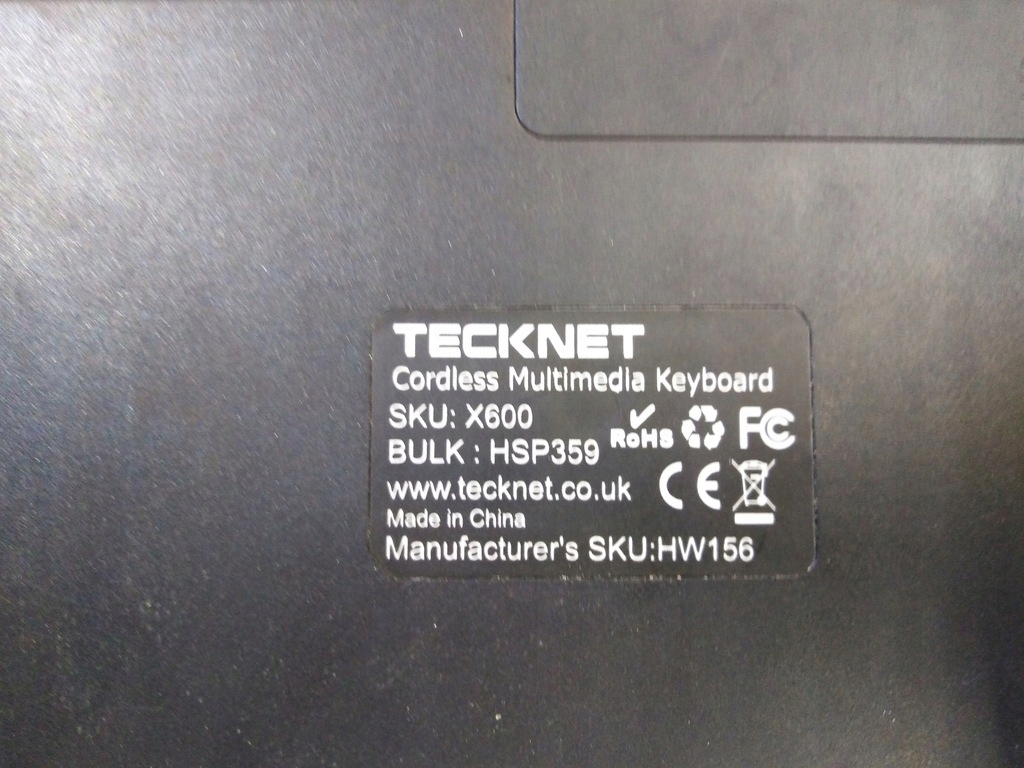 TECKNET
Cordless Multimedia Keyboard
SKU: X600
BULK : HSP359
RoHS
FC
www.tecknet.co.uk
CE
Made in China
Manufacturer's SKU:HW156